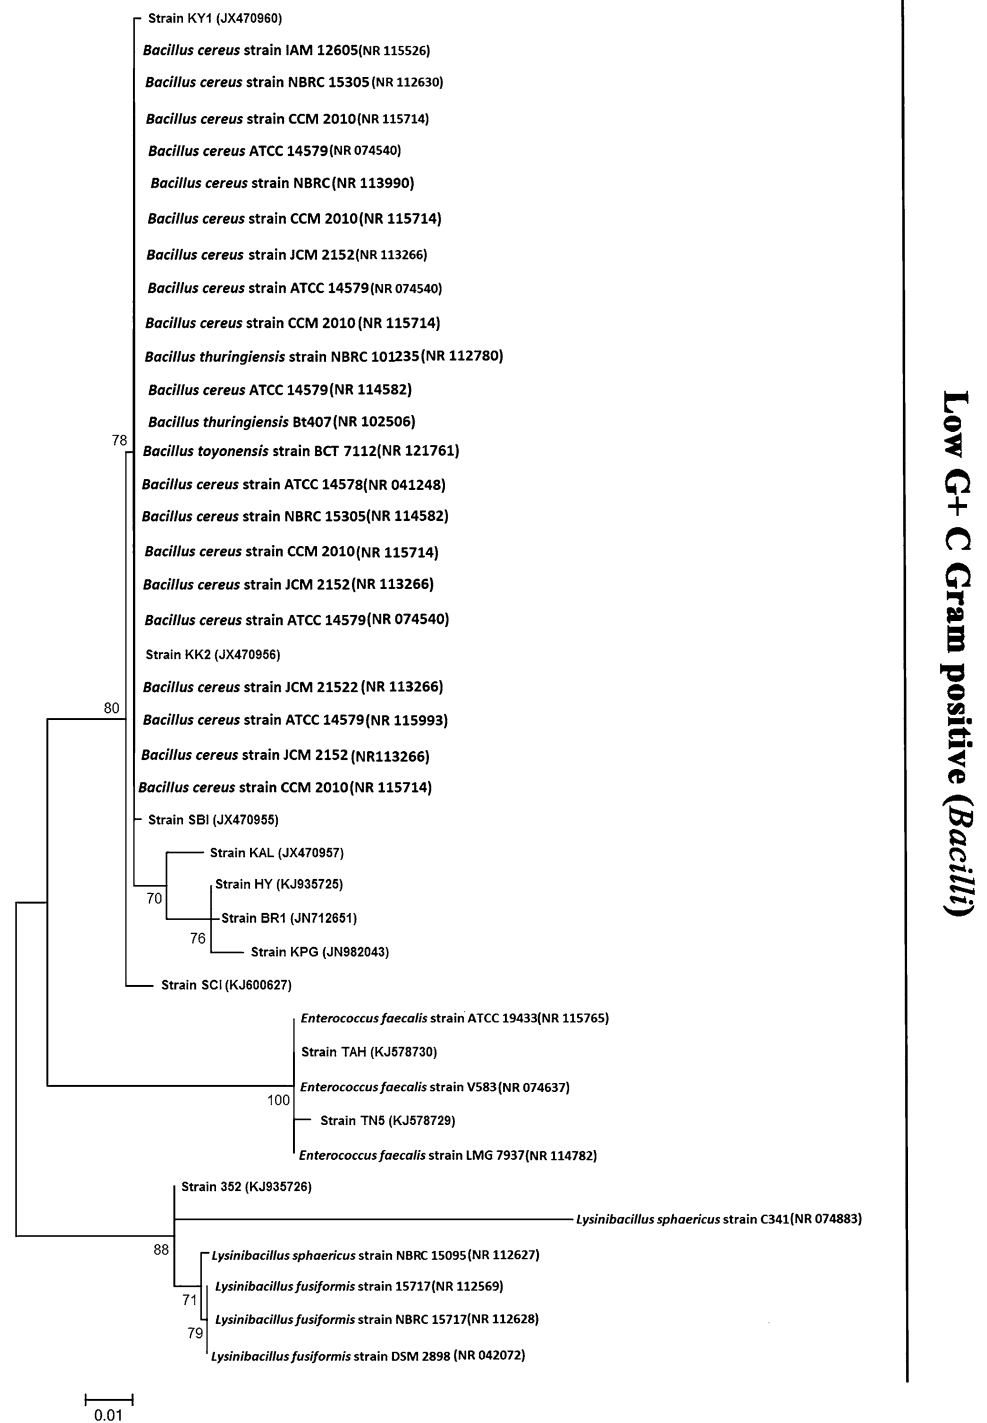 Strain KY1 (JX470960)
Bacillus cereus strain IAM 12605(NR 115526)
Bacillus cereus strain NBRC 15305(NR 112630)
Bacillus cereus strain CCM 2010(NR 115714)
Bacillus cereus ATCC 14579(NR 074540)
Bacillus cereus strain NBRC(NR 113990)
Bacillus cereus strain CCM 2010(NR 115714)
Bacillus cereus strain JCM 2152(NR 113266)
Bacillus cereus strain ATCC 14579(NR 074540)
Bacillus cereus strain CCM 2010 (NR 115714)
Bacillus thuringiensis strain NBRC 101235(NR 112780)
Bacillus cereus ATCC 14579(NR 114582)
Bacillus thuringiensis Bt407(NR 102506)
78
Bacillus toyonensis strain BCT 7112(NR 121761)
Bacillus cereus strain ATCC 14578(NR 041248)
Bacillus cereus strain NBRC 15305(NR 114582)
Bacillus cereus strain CCM 2010(NR 115714)
Bacillus cereus strain JCM 2152(NR 113266)
Bacillus cereus strain ATCC 14579(NR 074540)
Strain KK2 (JX470956)
Bacillus cereus strain JCM 21522 (NR 113266)
80
Bacillus cereus strain ATCC 14579(NR 115993)
Bacillus cereus strain JCM 2152 (NR113266)
Bacillus cereus strain CCM 2010(NR 115714)
Strain SBI (JX470955)
Strain KAL (JX470957)
Strain HY (KJ935725)
70
Strain BR1 (JN712651)
76
Strain KPG (JN982043)
Strain SCI (KJ600627)
Enterococcus faecalis strain ATCC 19433(NR 115765)
Strain TAH (KJ578730)
Enterococcus faecalis strain V583(NR 074637)
100
Strain TN5 (KJ578729)
Enterococcus faecalis strain LMG 7937(NR 114782)
Strain 352 (KJ935726)
Lysinibacillus sphaericus strain C341(NR 074883)
88
Lysinibacillus sphaericus strain NBRC 15095(NR 112627)
Lysinibacillus fusiformis strain 15717(NR 112569)
71
Lysinibacillus fusiformis strain NBRC 15717(NR 112628)
79
Lysinibacillus fusiformis strain DSM 2898 (NR 042072)
0.01
Low G+ C Gram positive (Bacilli)